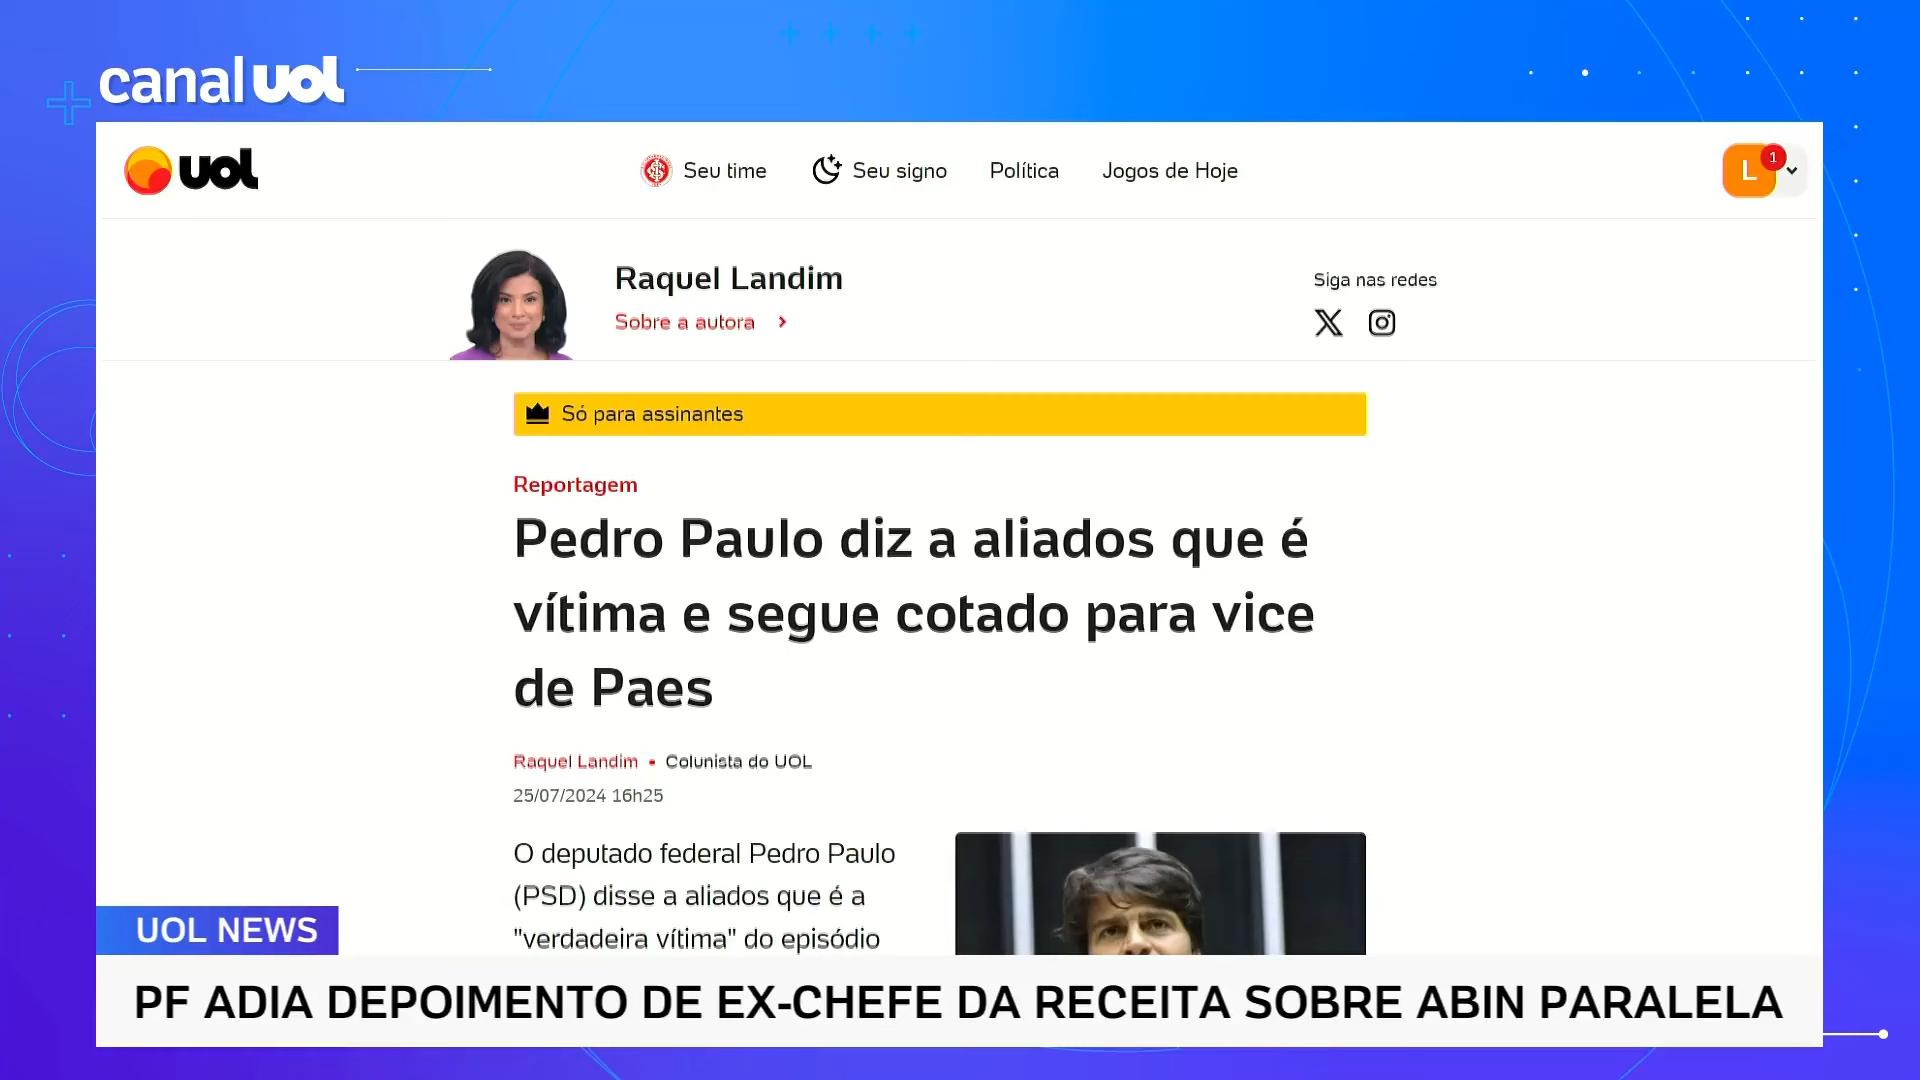 canal uol
uol
Seu time
Seu signo
Política
Jogos de Hoje
L
1
Raquel Landim
Sobre a autora
Siga nas redes
Só para assinantes
Reportagem
Pedro Paulo diz a aliados que é
vítima e segue cotado para vice
de Paes
Raquel Landim • Colunista do UOL
25/07/2024 16h25
O deputado federal Pedro Paulo
(PSD) disse a aliados que é a
"verdadeira vítima" do episódio
UOL NEWS
PF ADIA DEPOIMENTO DE EX-CHEFE DA RECEITA SOBRE ABIN PARALELA